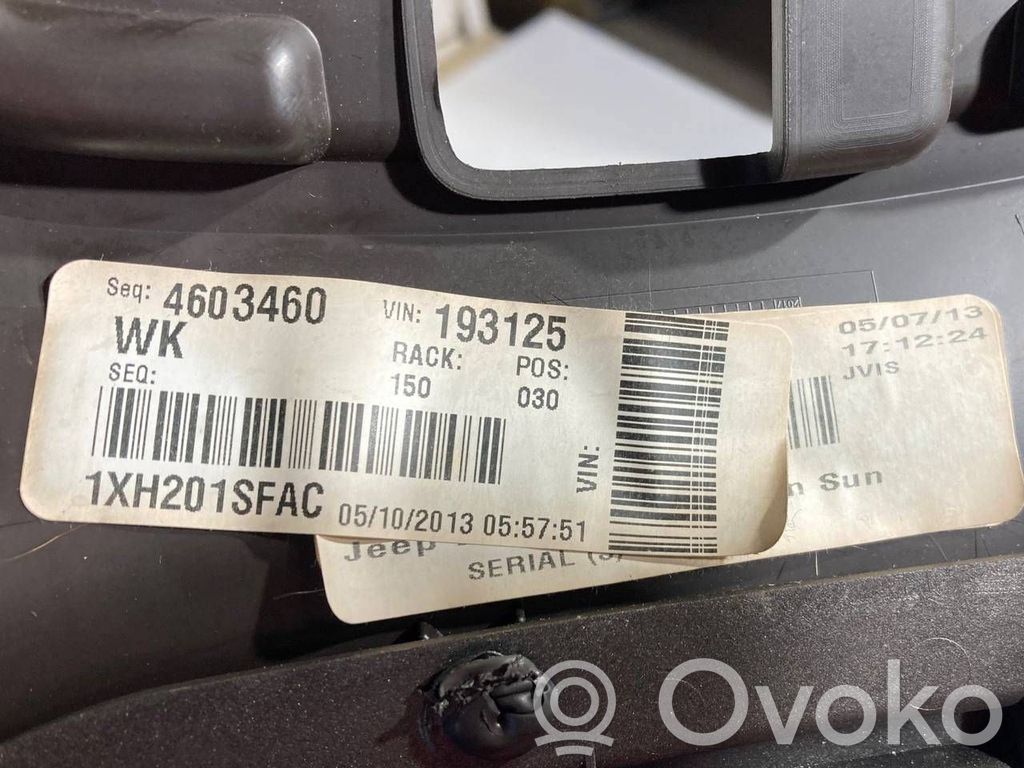 Seq: 4603460 VIN: 193125
WK RACK: POS:
SEQ: 150 030
VIN:
1XH201SFAC 05/10/2013 05:57:51
05/07/13
17:12:24
JVIS
Sun
Jeep
SERIAL
Ovoko